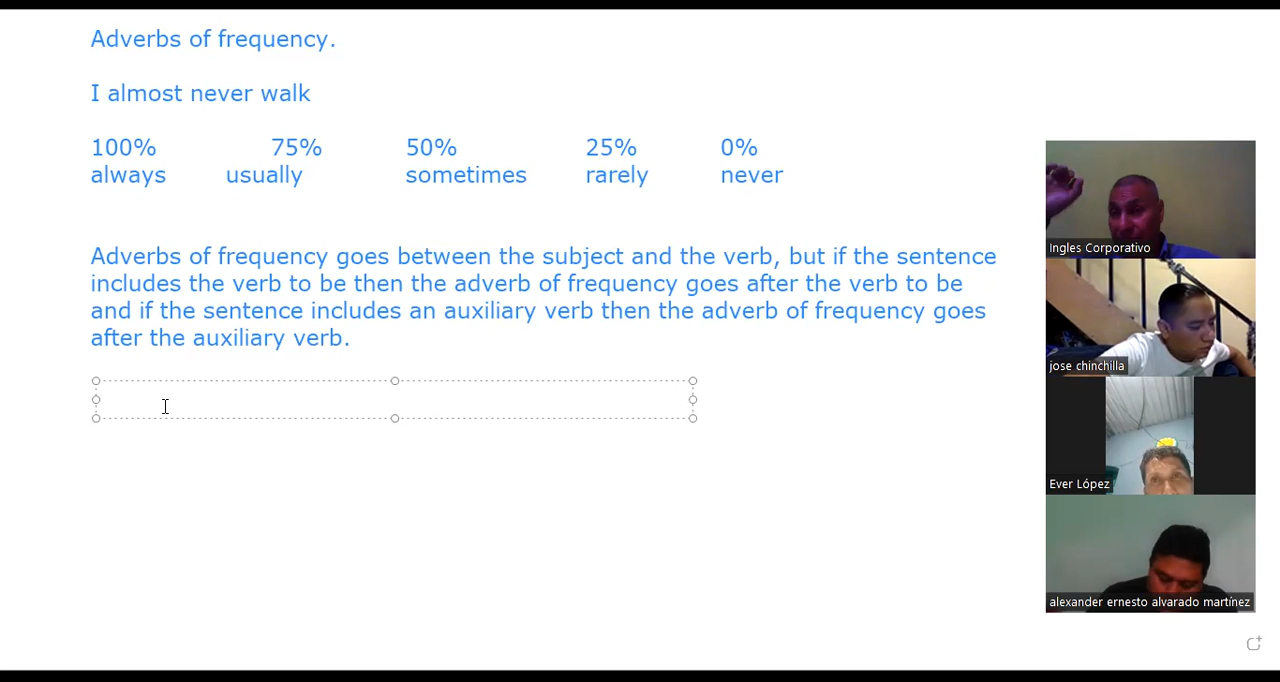 Adverbs of frequency.
I almost never walk
100% 75% 50% 25% 0%
always usually sometimes rarely never
Adverbs of frequency goes between the subject and the verb, but if the sentence
includes the verb to be then the adverb of frequency goes after the verb to be
and if the sentence includes an auxiliary verb then the adverb of frequency goes
after the auxiliary verb.
Ingles Corporativo
jose chinchilla
Ever López
alexander ernesto alvarado martínez